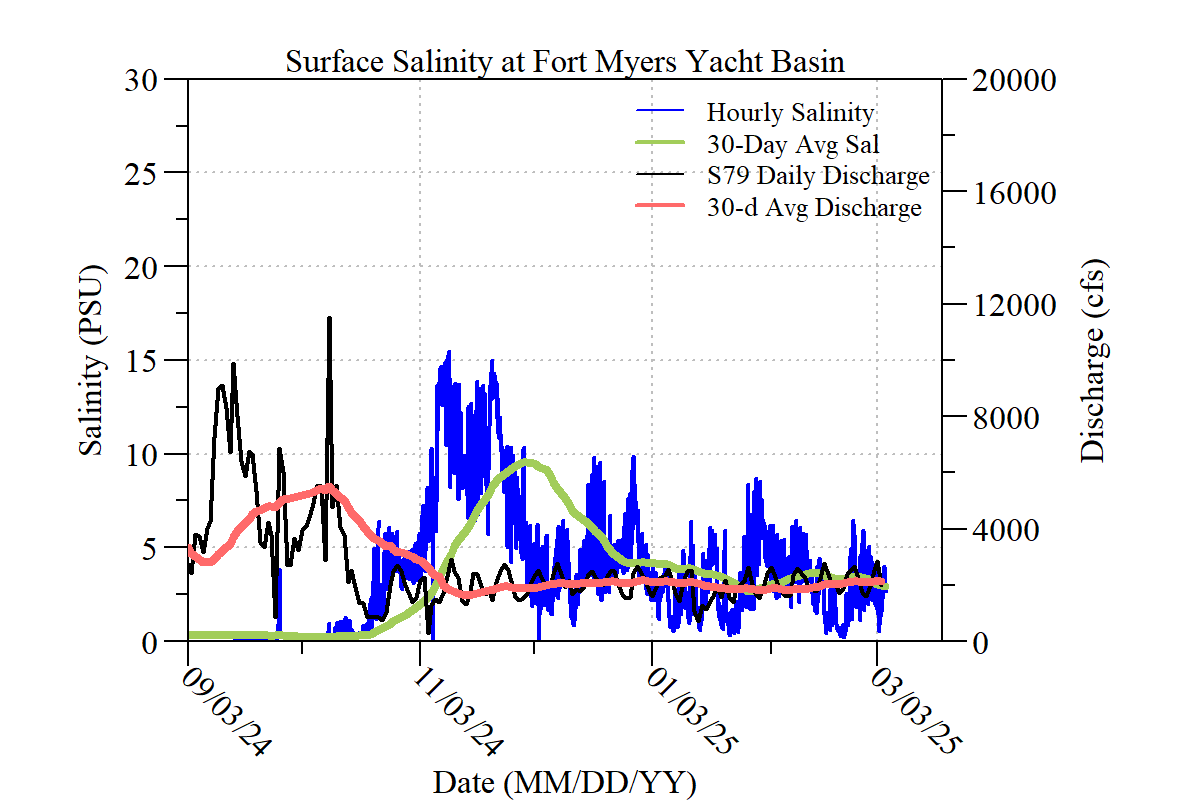 Surface Salinity at Fort Myers Yacht Basin
30
25
20
15
10
5
0
Salinity (PSU)
20000
16000
12000
8000
4000
0
Discharge (cfs)
Hourly Salinity
30-Day Avg Sal
S79 Daily Discharge
30-d Avg Discharge
09/03/24
11/03/24
01/03/25
03/03/25
Date (MM/DD/YY)